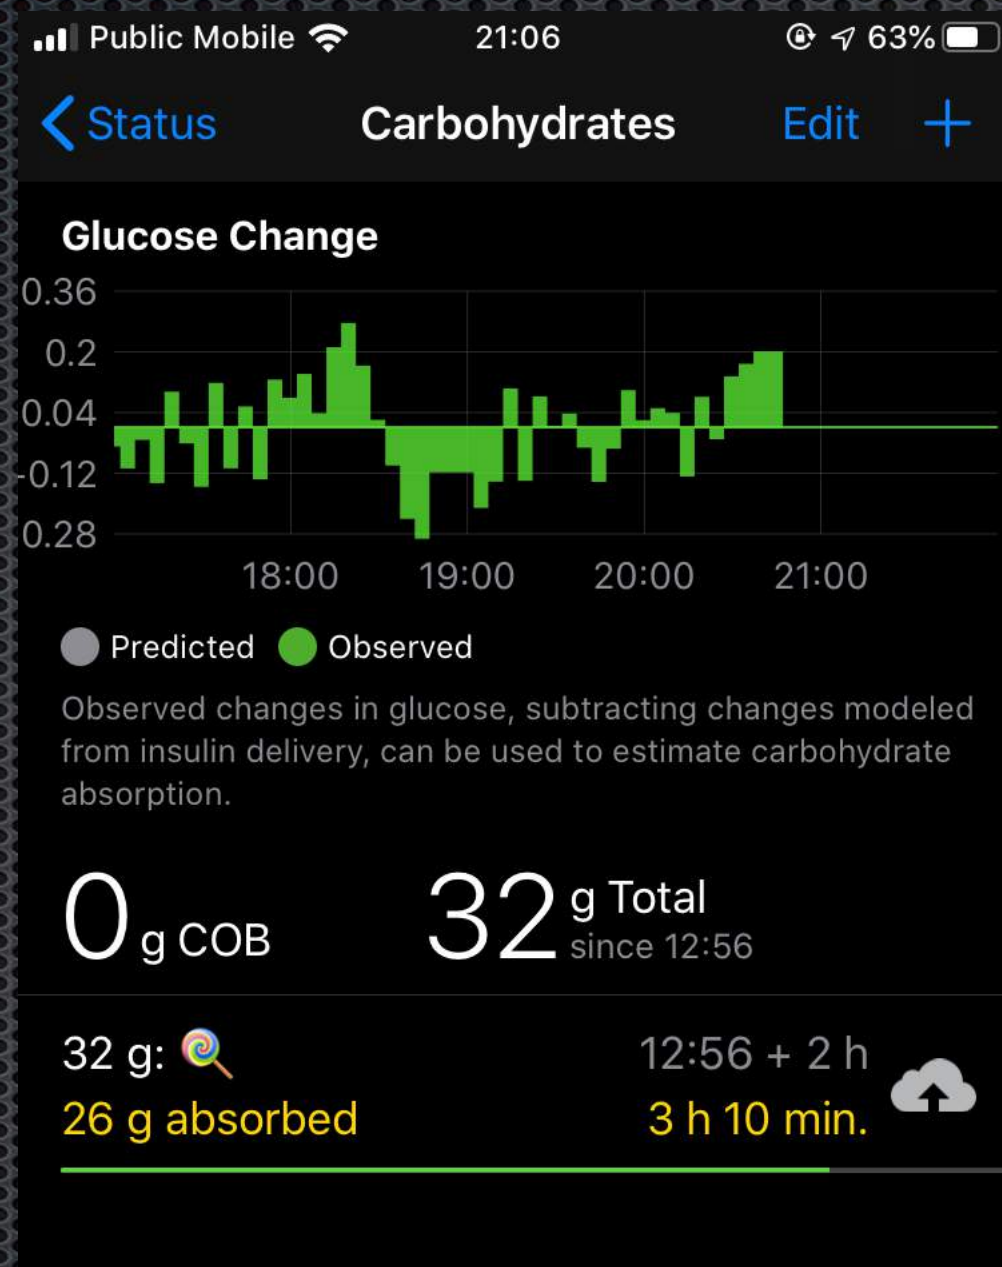 Public Mobile 21:06 63%
Status Carbohydrates Edit +
Glucose Change
0.36
0.2
0.04
-0.12
0.28
18:00 19:00 20:00 21:00
Predicted Observed
Observed changes in glucose, subtracting changes modeled
from insulin delivery, can be used to estimate carbohydrate
absorption.
0 g COB 32 g Total
since 12:56
32 g: 🍭 12:56 + 2 h
26 g absorbed 3 h 10 min.